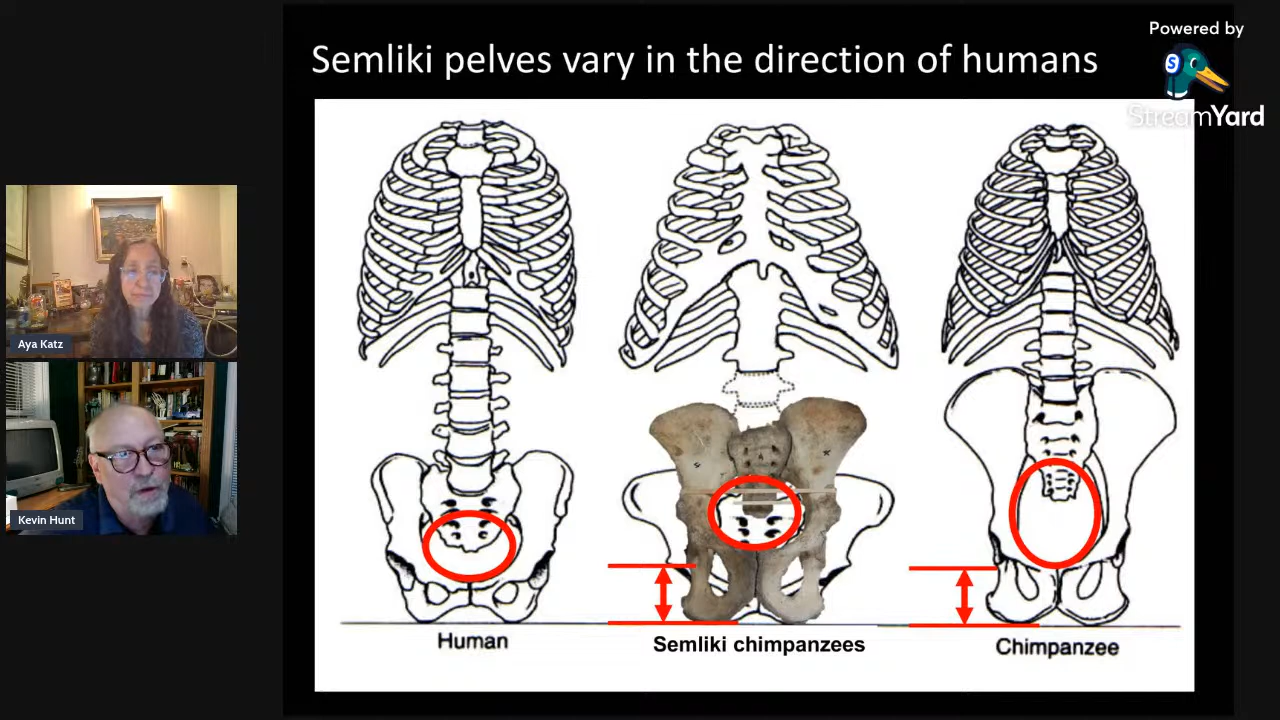 Semliki pelves vary in the direction of humans
Powered by
S
StreamYard
Aya Katz
Kevin Hunt
Human
Semliki chimpanzees
Chimpanzee